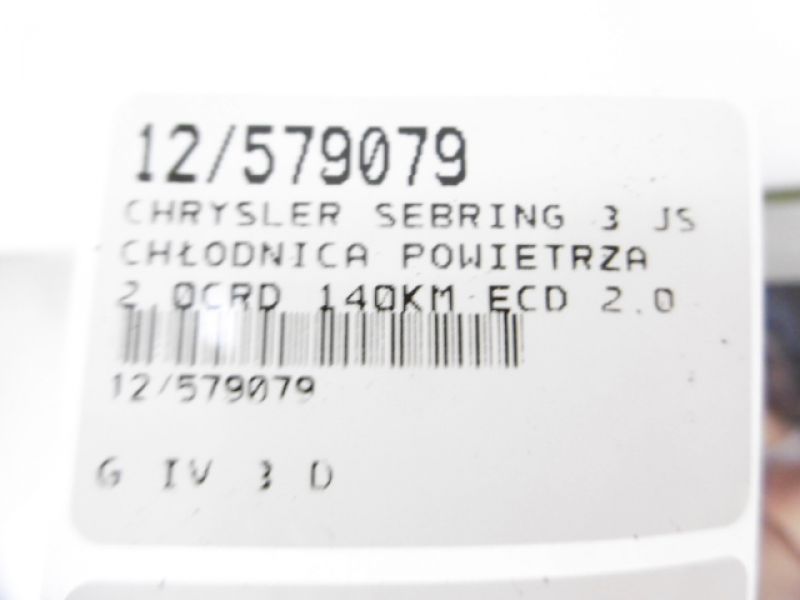 12/579079
CHRYSLER SEBRING 3 JS
CHŁODNICA POWIETRZA
2.0CRD 140KM ECD 2.0
12/579079
G IV 3 D